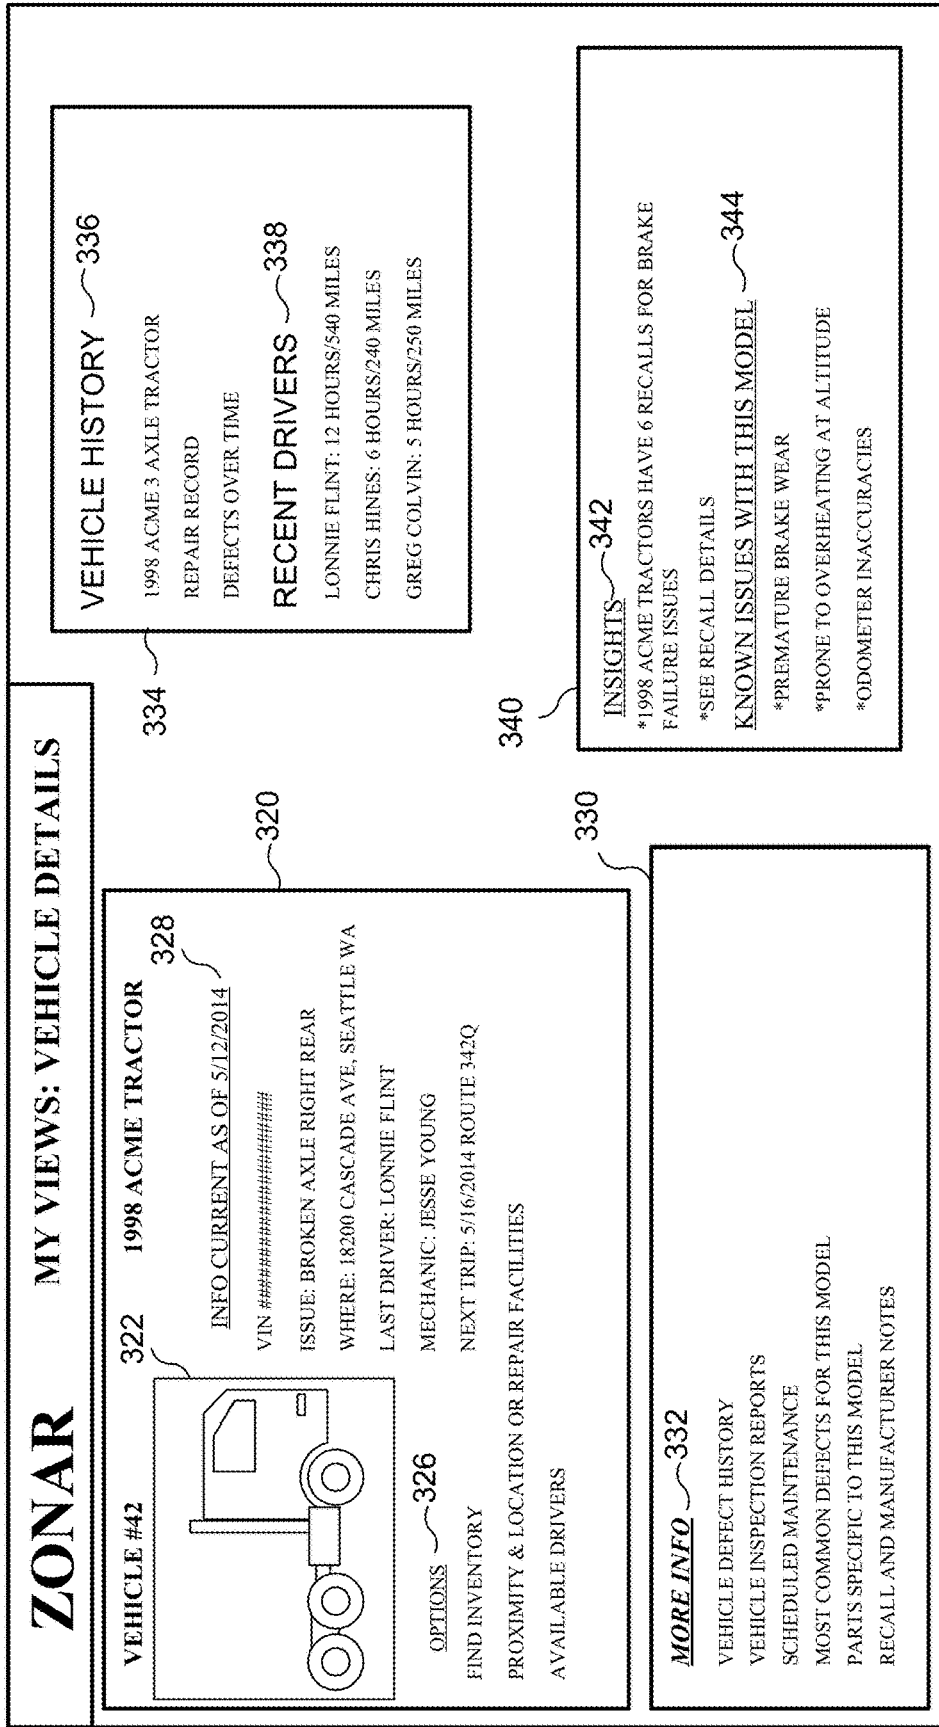 ZONAR MY VIEWS: VEHICLE DETAILS
VEHICLE #42 322 1998 ACME TRACTOR
328
INFO CURRENT AS OF 5/12/2014
VIN ####################
ISSUE: BROKEN AXLE RIGHT REAR
WHERE: 18200 CASCADE AVE, SEATTLE WA
LAST DRIVER: LONNIE FLINT
MECHANIC: JESSE YOUNG
NEXT TRIP: 5/16/2014 ROUTE 342Q
OPTIONS 326
FIND INVENTORY
PROXIMITY & LOCATION OR REPAIR FACILITIES
AVAILABLE DRIVERS
320
334
VEHICLE HISTORY 336
1998 ACME 3 AXLE TRACTOR
REPAIR RECORD
DEFECTS OVER TIME
RECENT DRIVERS 338
LONNIE FLINT: 12 HOURS/540 MILES
CHRIS HINES: 6 HOURS/240 MILES
GREG COLVIN: 5 HOURS/250 MILES
330
MORE INFO 332
VEHICLE DEFECT HISTORY
VEHICLE INSPECTION REPORTS
SCHEDULED MAINTENANCE
MOST COMMON DEFECTS FOR THIS MODEL
PARTS SPECIFIC TO THIS MODEL
RECALL AND MANUFACTURER NOTES
340
INSIGHTS 342
*1998 ACME TRACTORS HAVE 6 RECALLS FOR BRAKE
FAILURE ISSUES
*SEE RECALL DETAILS
KNOWN ISSUES WITH THIS MODEL 344
*PREMATURE BRAKE WEAR
*PRONE TO OVERHEATING AT ALTITUDE
*ODOMETER INACCURACIES